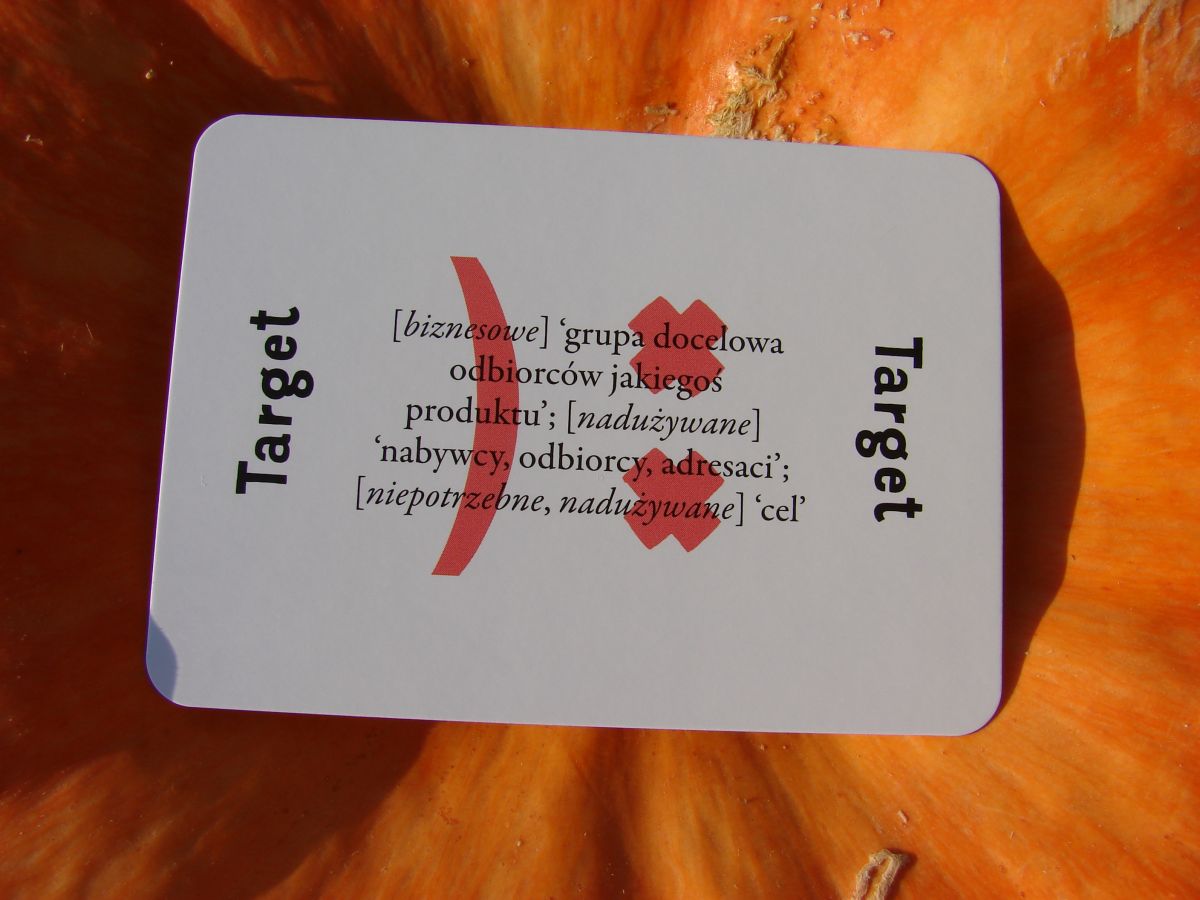 Target
[biznesowe] ‘grupa docelowa
odbiorców jakiegoś
produktu’; [nadużywane]
‘nabywcy, odbiorcy, adresaci’;
[niepotrzebne, nadużywane] ‘cel’
Target